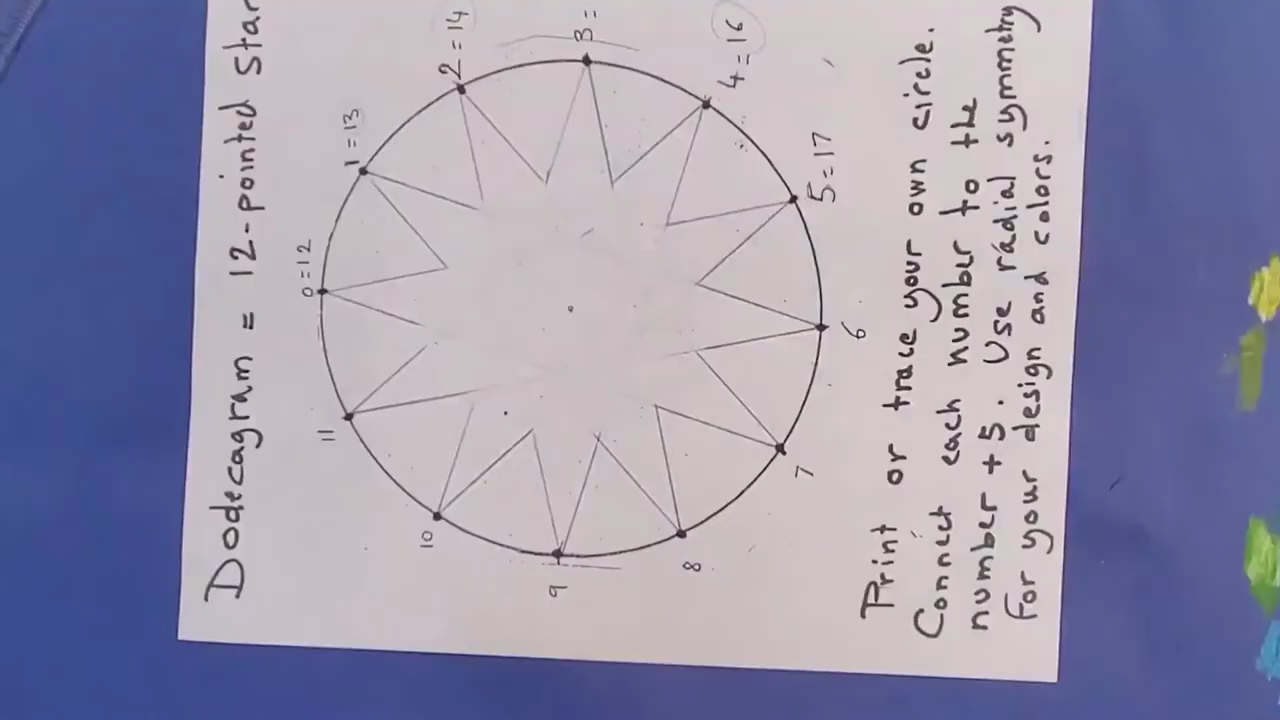 Dodecagram = 12-pointed Star
0=12
1=13
2=14
3=
4=16
5=17
6
7
8
9
10
11
Print or trace your own circle.
Connect each number to the
number +5. Use radial symmetry
for your design and colors.